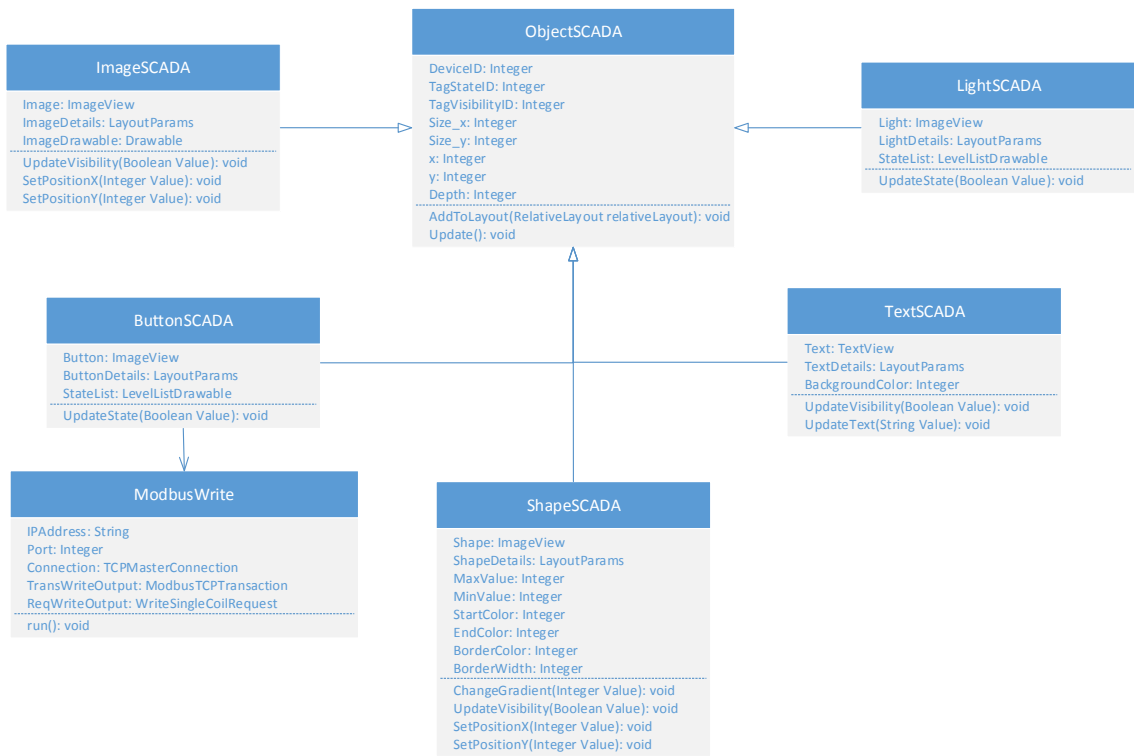 ObjectSCADA
DeviceID: Integer
TagStateID: Integer
TagVisibilityID: Integer
Size_x: Integer
Size_y: Integer
x: Integer
y: Integer
Depth: Integer
AddToLayout(RelativeLayout relativeLayout): void
Update(): void
ImageSCADA
Image: ImageView
ImageDetails: LayoutParams
ImageDrawable: Drawable
UpdateVisibility(Boolean Value): void
SetPositionX(Integer Value): void
SetPositionY(Integer Value): void
LightSCADA
Light: ImageView
LightDetails: LayoutParams
StateList: LevelListDrawable
UpdateState(Boolean Value): void
ButtonSCADA
Button: ImageView
ButtonDetails: LayoutParams
StateList: LevelListDrawable
UpdateState(Boolean Value): void
TextSCADA
Text: TextView
TextDetails: LayoutParams
BackgroundColor: Integer
UpdateVisibility(Boolean Value): void
UpdateText(String Value): void
ModbusWrite
IPAddress: String
Port: Integer
Connection: TCPMasterConnection
TransWriteOutput: ModbusTCPTransaction
ReqWriteOutput: WriteSingleCoilRequest
run(): void
ShapeSCADA
Shape: ImageView
ShapeDetails: LayoutParams
MaxValue: Integer
MinValue: Integer
StartColor: Integer
EndColor: Integer
BorderColor: Integer
BorderWidth: Integer
ChangeGradient(Integer Value): void
UpdateVisibility(Boolean Value): void
SetPositionX(Integer Value): void
SetPositionY(Integer Value): void